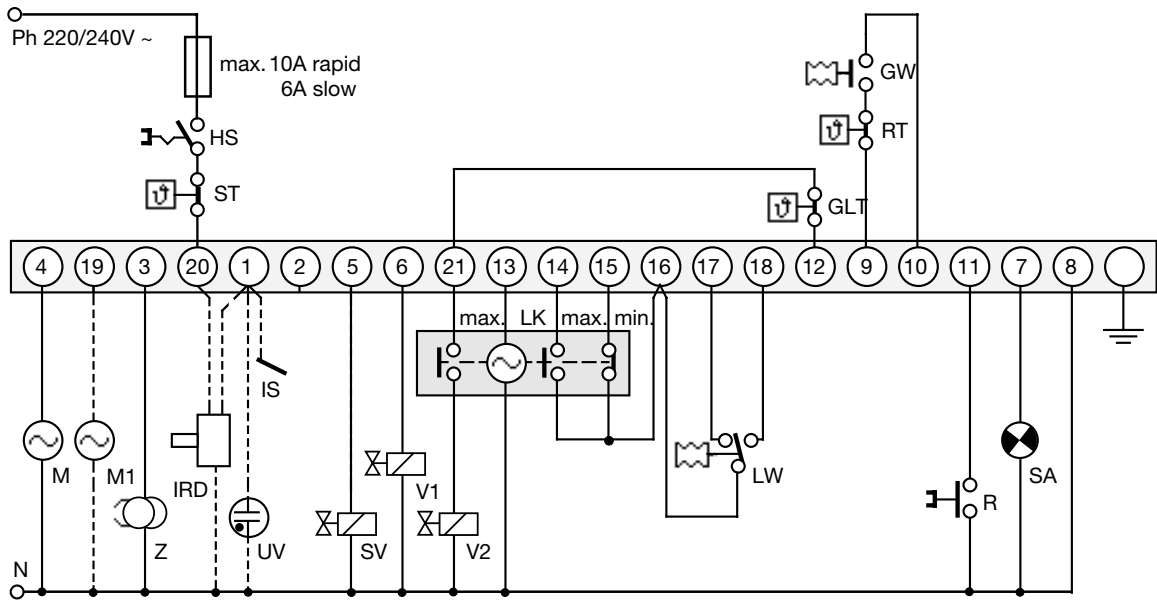 Ph 220/240V ~
max. 10A rapid
6A slow
HS
ST
GW
RT
GLT
4 19 3 20 1 2 5 6 21 13 14 15 16 17 18 12 9 10 11 7 8
max. LK max. min.
IS
M
M1
IRD
Z
UV
SV
V1
V2
LW
R
SA
N
ϑ
ϑ
ϑ